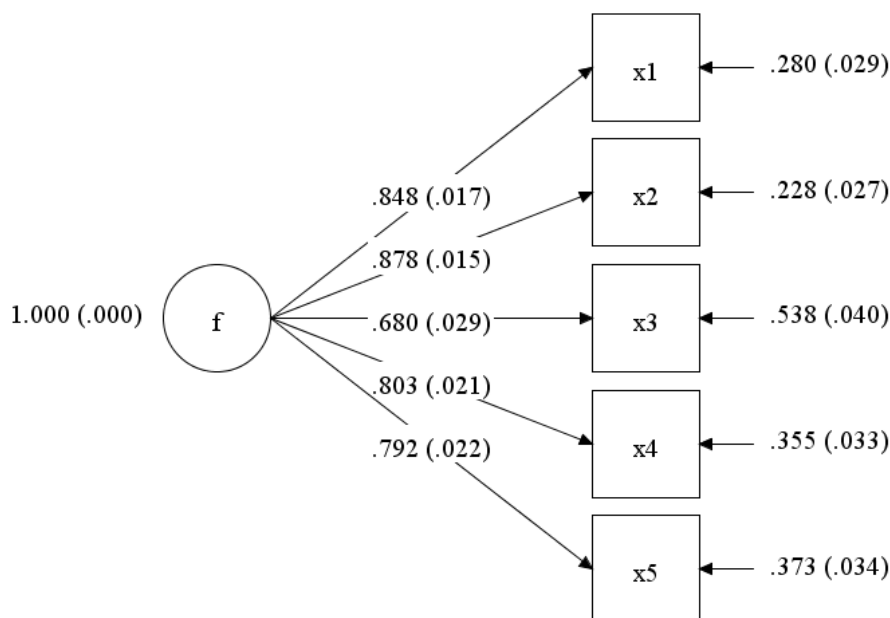 x1
.280 (.029)
.848 (.017)
x2
.228 (.027)
.878 (.015)
1.000 (.000)
f
.680 (.029)
x3
.538 (.040)
.803 (.021)
x4
.355 (.033)
.792 (.022)
x5
.373 (.034)